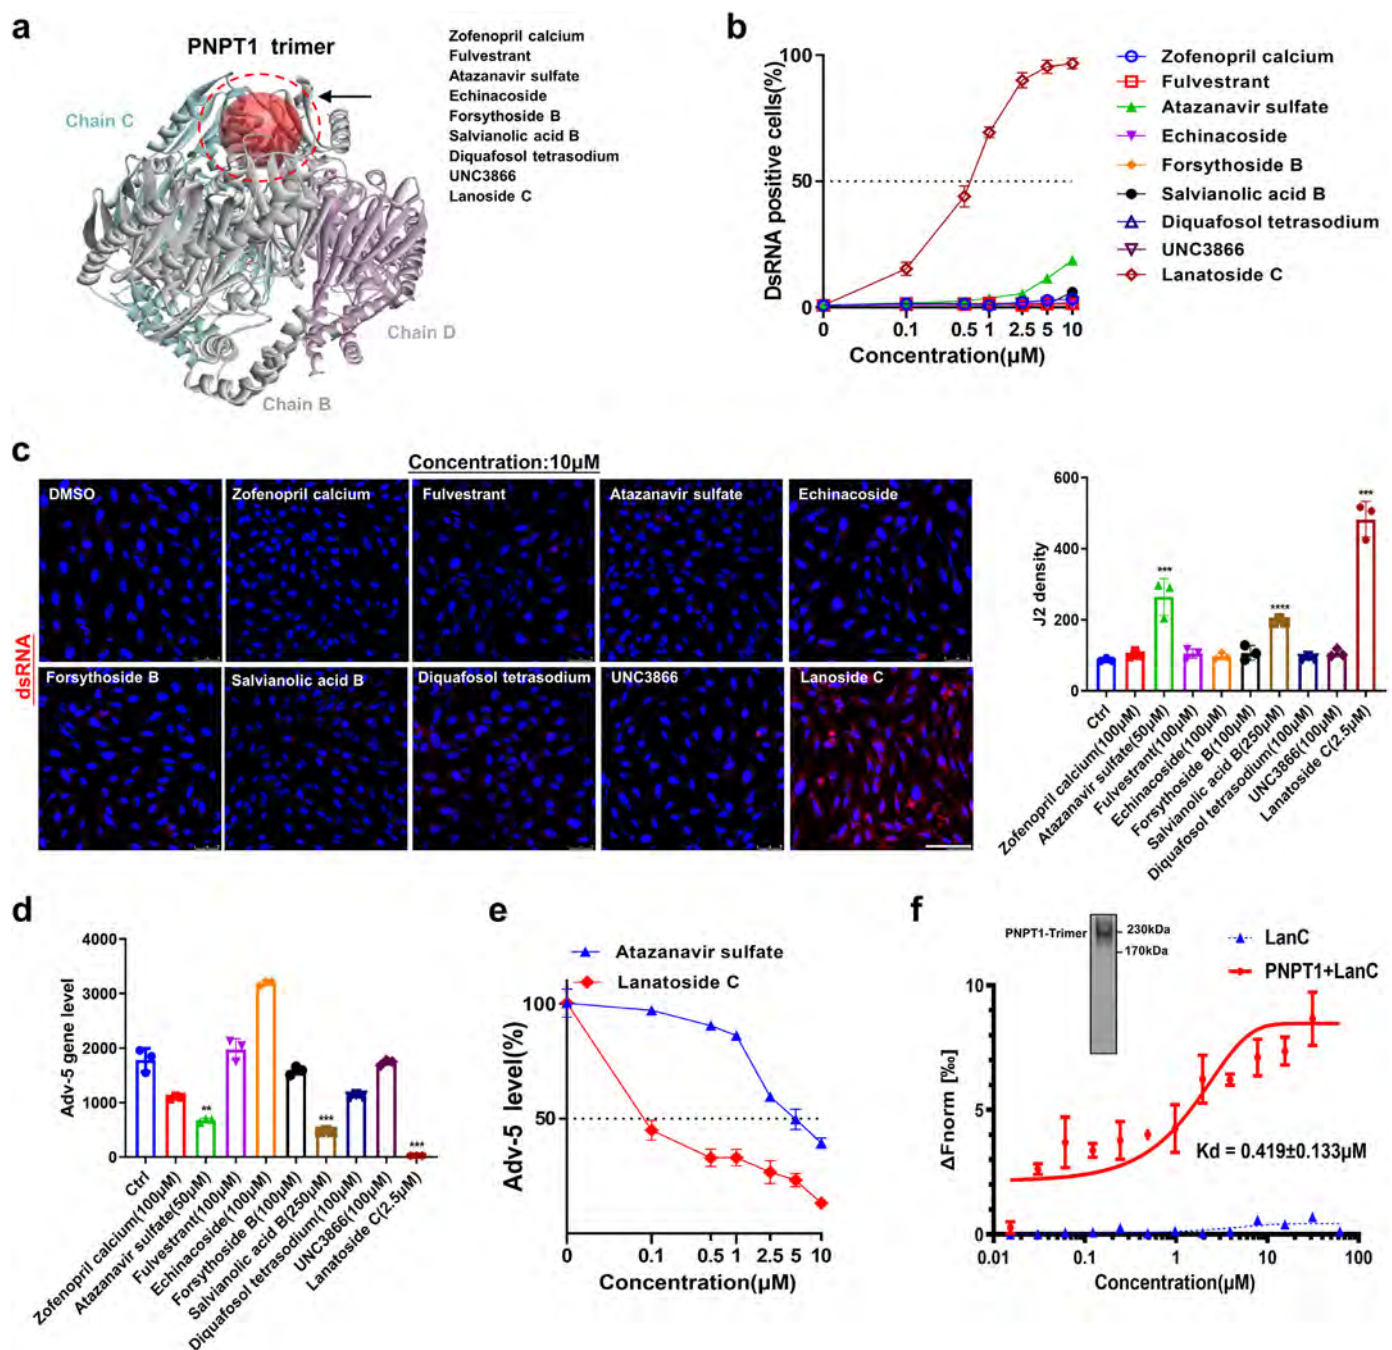 a
PNPT1 trimer
Chain C
Chain D
Chain B
Zofenopril calcium
Fulvestrant
Atazanavir sulfate
Echinacoside
Forsythoside B
Salvianolic acid B
Diquafosol tetrasodium
UNC3866
Lanoside C
b
DsRNA positive cells(%)
100
50
0
0 0.1 0.5 1 2.5 5 10
Concentration(μM)
Zofenopril calcium
Fulvestrant
Atazanavir sulfate
Echinacoside
Forsythoside B
Salvianolic acid B
Diquafosol tetrasodium
UNC3866
Lanatoside C
c
Concentration:10μM
dsRNA
DMSO
Zofenopril calcium
Fulvestrant
Atazanavir sulfate
Echinacoside
Forsythoside B
Salvianolic acid B
Diquafosol tetrasodium
UNC3866
Lanoside C
J2 density
600
400
200
0
***
****
***
Ctrl
Zofenopril calcium(100μM)
Atazanavir sulfate(50μM)
Fulvestrant(100μM)
Echinacoside(100μM)
Forsythoside B(100μM)
Salvianolic acid B(250μM)
Diquafosol tetrasodium(100μM)
UNC3866(100μM)
Lanatoside C(2.5μM)
d
Adv-5 gene level
4000
3000
2000
1000
0
**
***
***
Ctrl
Zofenopril calcium(100μM)
Atazanavir sulfate(50μM)
Fulvestrant(100μM)
Echinacoside(100μM)
Forsythoside B(100μM)
Salvianolic acid B(250μM)
Diquafosol tetrasodium(100μM)
UNC3866(100μM)
Lanatoside C(2.5μM)
e
Atazanavir sulfate
Lanatoside C
Adv-5 level(%)
100
50
0 0.1 0.5 1 2.5 5 10
Concentration(μM)
f
PNPT1-Trimer
230kDa
170kDa
LanC
PNPT1+LanC
ΔFnorm [‰]
10
5
0
Kd = 0.419±0.133μM
0.01 0.1 1 10 100
Concentration(μM)